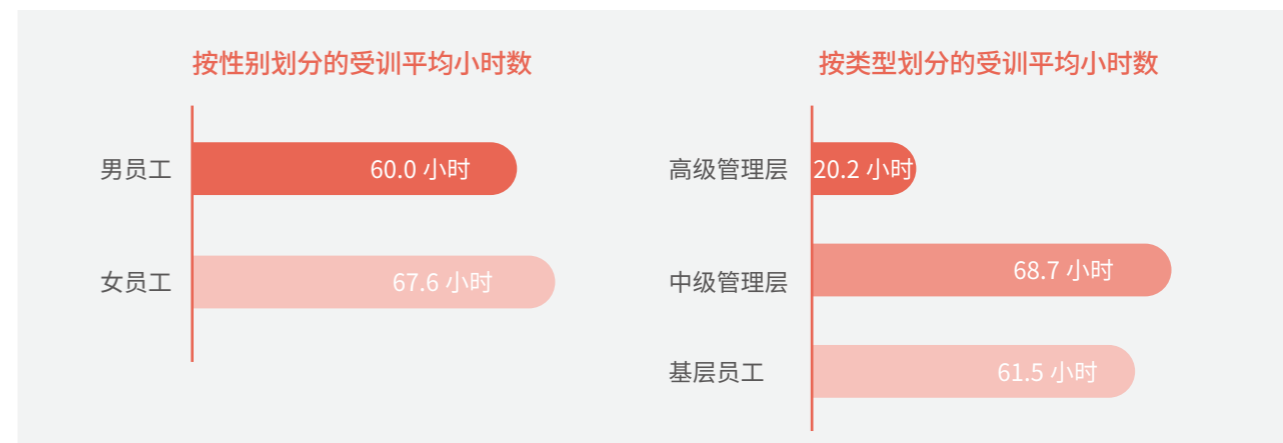 按性别划分的受训平均小时数
男员工 60.0 小时
女员工 67.6 小时
按类型划分的受训平均小时数
高级管理层 20.2 小时
中级管理层 68.7 小时
基层员工 61.5 小时